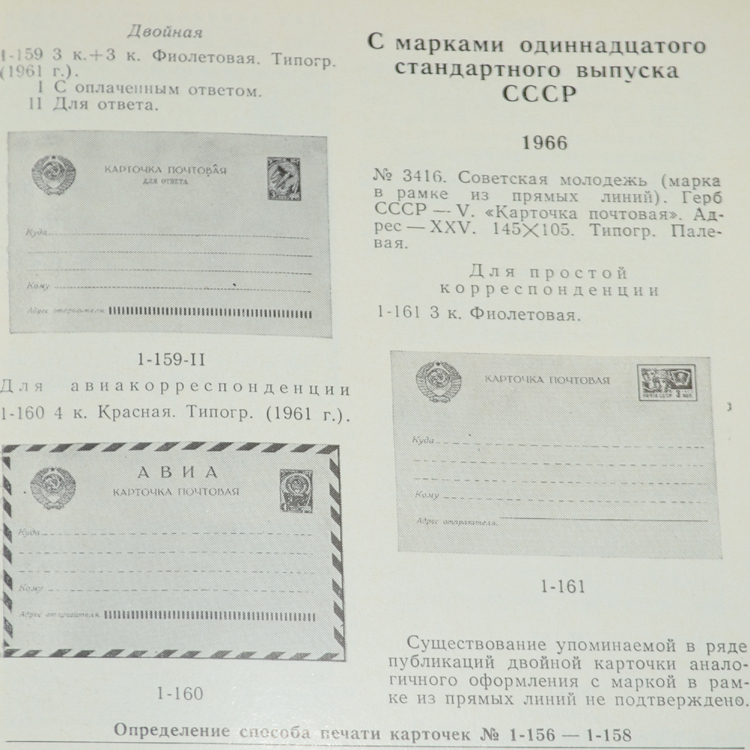 Двойная
1-159 3 к.+3 к. Фиолетовая. Типогр.
(1961 г.).
I С оплаченным ответом.
II Для ответа.
КАРТОЧКА ПОЧТОВАЯ
ДЛЯ ОТВЕТА
Куда
Кому
Адрес отправителя
1-159-II
Для авиакорреспонденции
1-160 4 к. Красная. Типогр. (1961 г.).
АВИА
КАРТОЧКА ПОЧТОВАЯ
Куда
Кому
Адрес отправителя
1-160
С марками одиннадцатого
стандартного выпуска
СССР
1966
№ 3416. Советская молодежь (марка
в рамке из прямых линий). Герб
СССР — V. «Карточка почтовая». Ад-
рес — XXV. 145×105. Типогр. Пале-
вая.
Для простой
корреспонденции
1-161 3 к. Фиолетовая.
КАРТОЧКА ПОЧТОВАЯ
ПОЧТА СССР 3 коп.
Куда
Кому
Адрес отправителя
1-161
Существование упоминаемой в ряде
публикаций двойной карточки анало-
гичного оформления с маркой в рам-
ке из прямых линий не подтверждено.
Определение способа печати карточек № 1-156 — 1-158